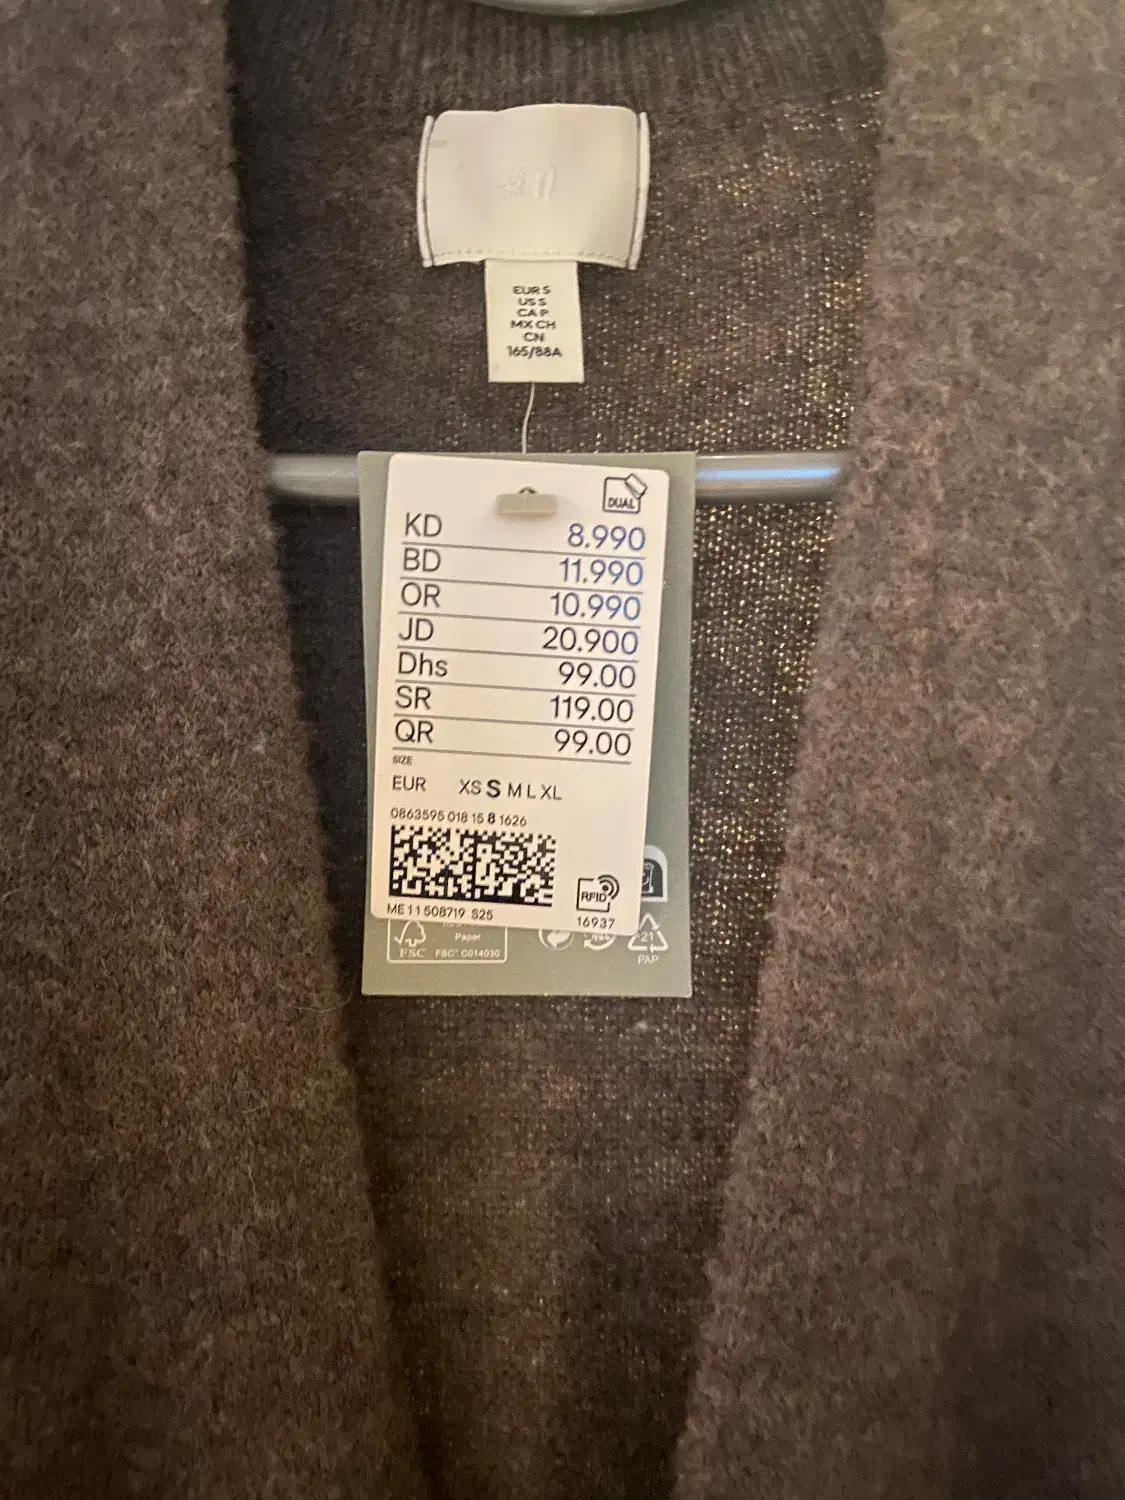 EUR S
US S
CA P
MX CH
CN
165/88A
DUAL
KD 8.990
BD 11.990
OR 10.990
JD 20.900
Dhs 99.00
SR 119.00
QR 99.00
SIZE
EUR XS S M L XL
0863595 018 15 8 1626
ME 11 508719 S25
RFID
16937
Paper
FSC FSC® C014030
21
PAP